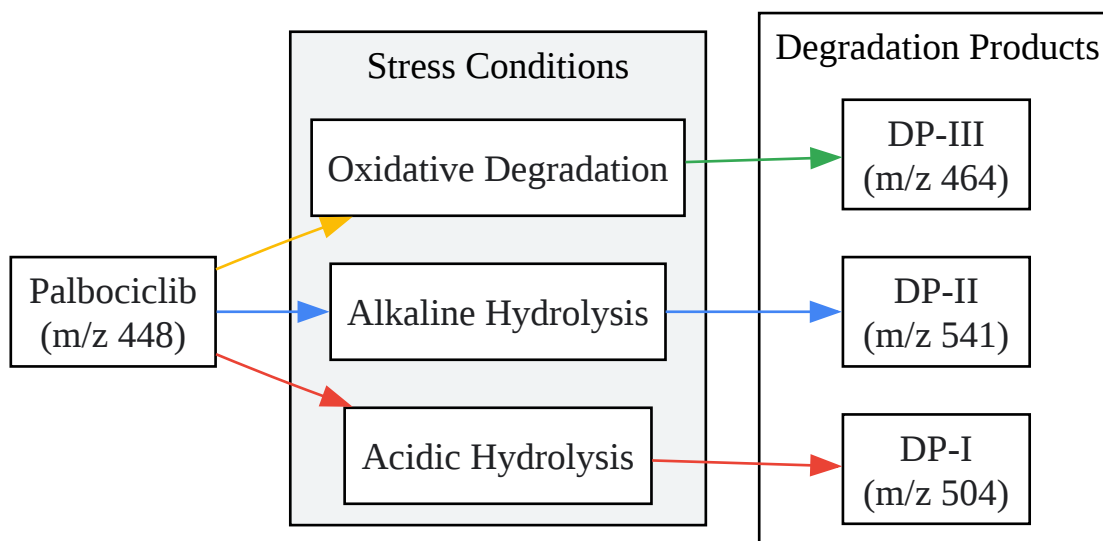 Stress Conditions
Degradation Products
Oxidative Degradation
DP-III
(m/z 464)
Palbociclib
(m/z 448)
Alkaline Hydrolysis
DP-II
(m/z 541)
Acidic Hydrolysis
DP-I
(m/z 504)